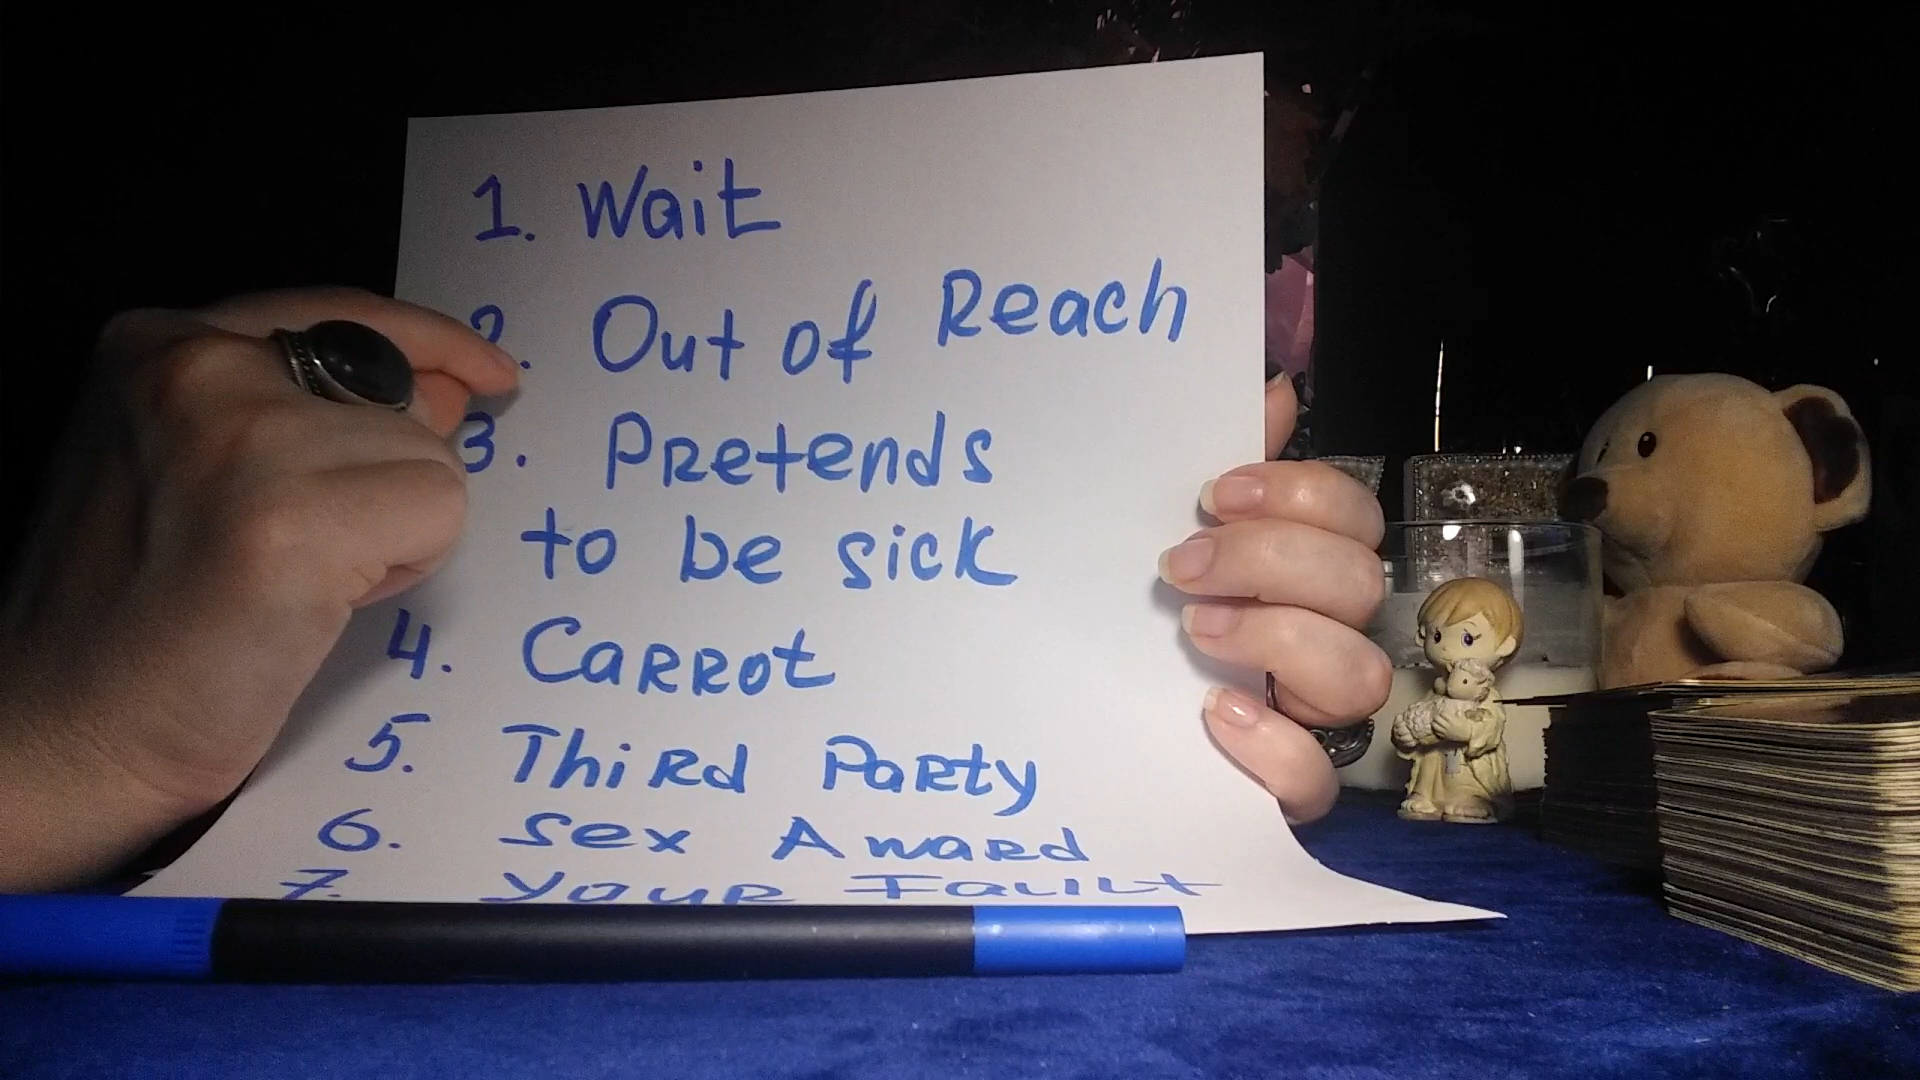 1. Wait
2. Out of Reach
3. Pretends
to be sick
4. Carrot
5. Third Party
6. Sex Award
7. Your Fault